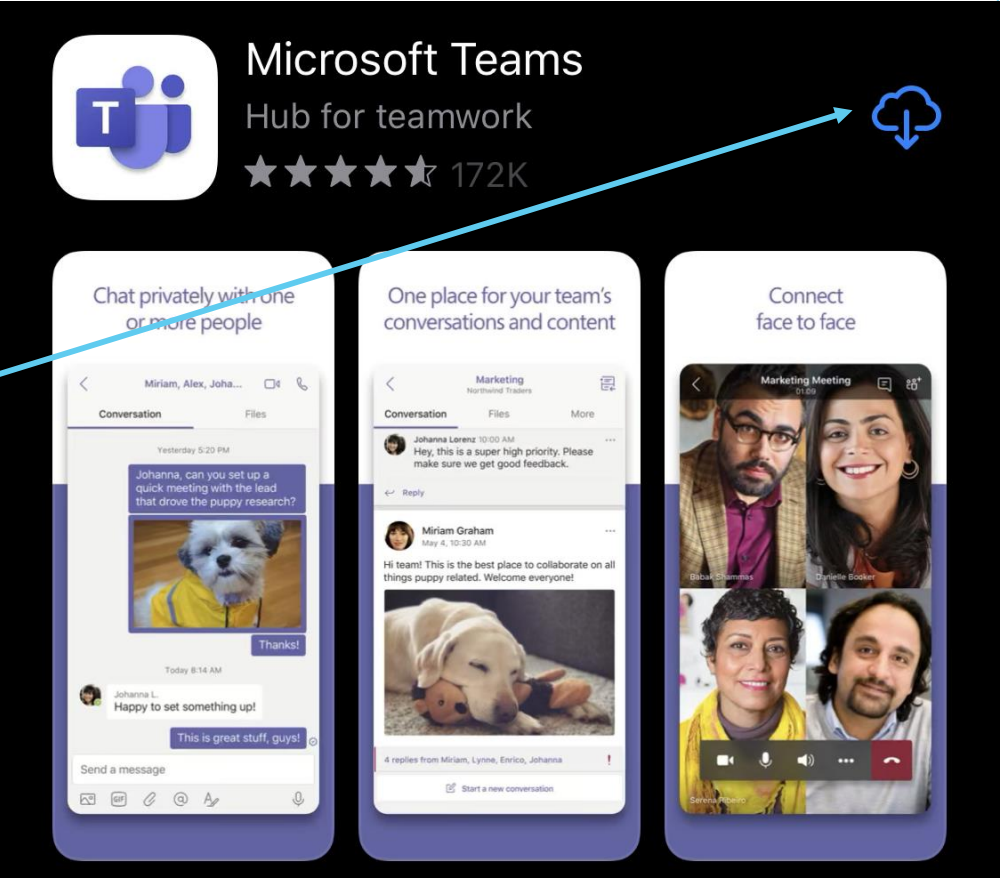 Microsoft Teams
T
Hub for teamwork
172K
Chat privately with one
or more people
Miriam, Alex, Joha...
Conversation Files
Yesterday 5:20 PM
Johanna, can you set up a
quick meeting with the lead
that drove the puppy research?
Thanks!
Today 8:14 AM
Johanna L.
Happy to set something up!
This is great stuff, guys!
Send a message
GIF
One place for your team's
conversations and content
Marketing
Northwind Traders
Conversation Files More
Johanna Lorenz 10:00 AM
Hey, this is a super high priority. Please
make sure we get good feedback.
Reply
Miriam Graham
May 4, 10:30 AM
Hi team! This is the best place to collaborate on all
things puppy related. Welcome everyone!
4 replies from Miriam, Lynne, Enrico, Johanna
Start a new conversation
Connect
face to face
Marketing Meeting
01:09
Babak Shammas Danielle Booker
Serena Ribeiro